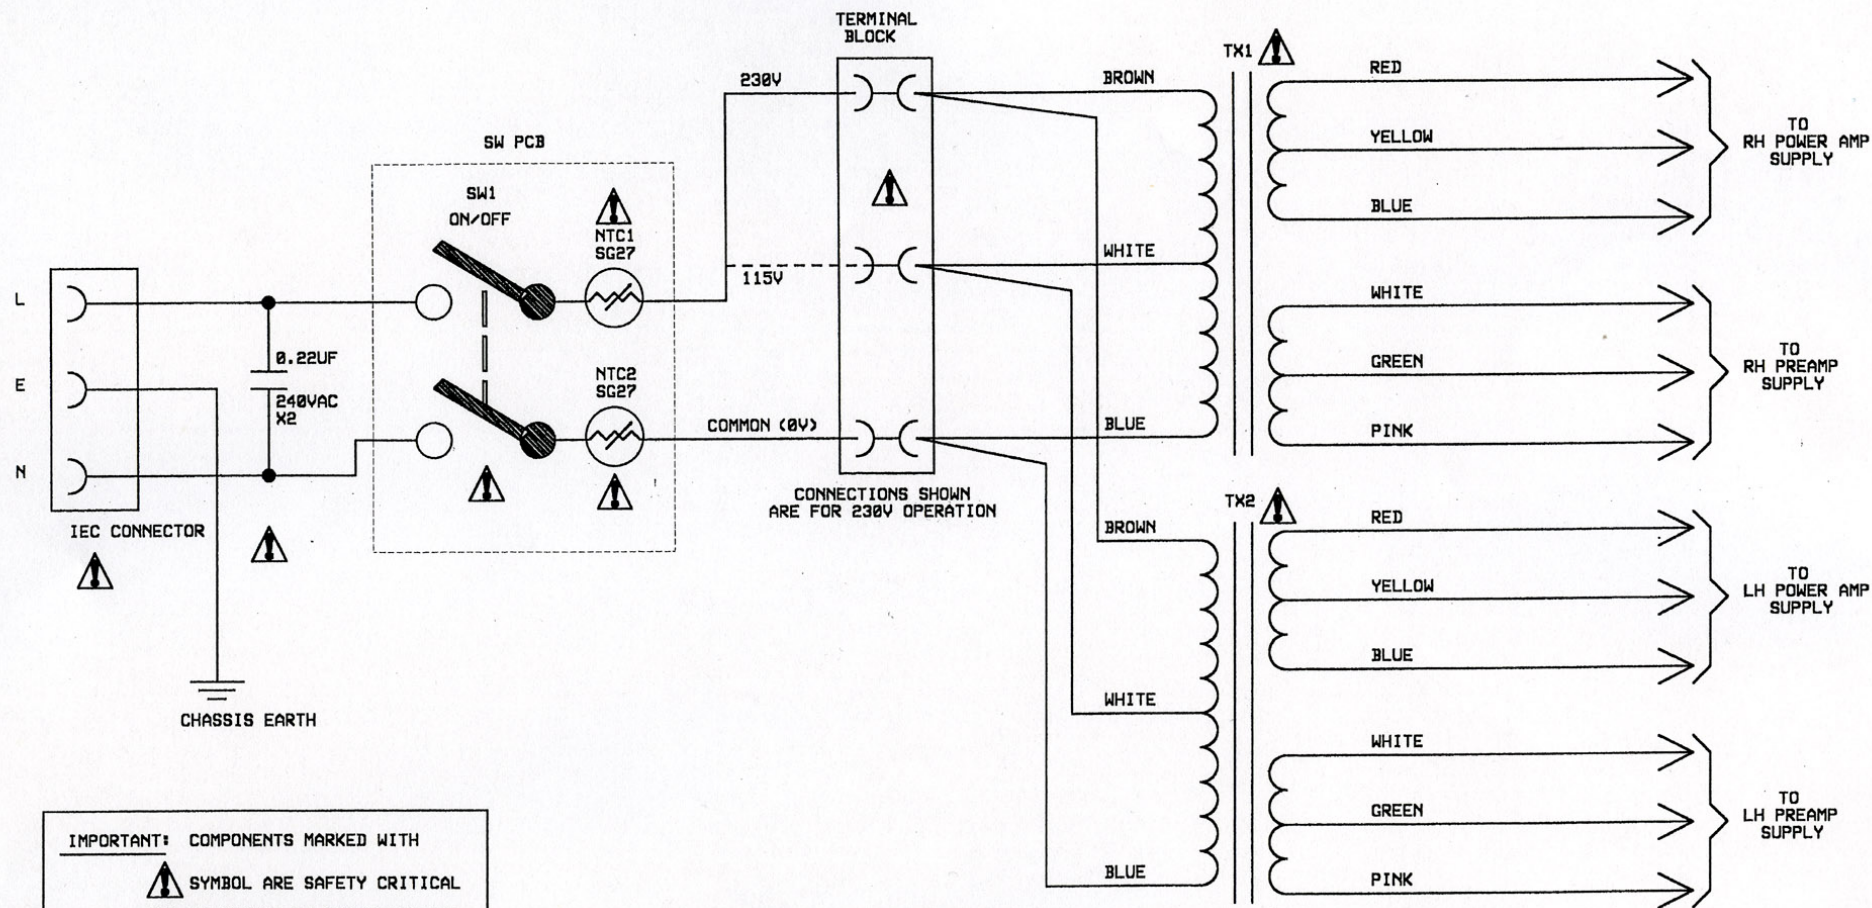 TERMINAL
BLOCK
230V
BROWN
TX1
RED
YELLOW
BLUE
TO
RH POWER AMP
SUPPLY
SW PCB
SW1
ON/OFF
NTC1
SG27
115V
WHITE
WHITE
GREEN
PINK
TO
RH PREAMP
SUPPLY
L
E
N
0.22UF
240VAC
X2
NTC2
SG27
COMMON (0V)
BLUE
CONNECTIONS SHOWN
ARE FOR 230V OPERATION
IEC CONNECTOR
CHASSIS EARTH
BROWN
TX2
RED
YELLOW
BLUE
TO
LH POWER AMP
SUPPLY
WHITE
WHITE
GREEN
PINK
TO
LH PREAMP
SUPPLY
BLUE
IMPORTANT: COMPONENTS MARKED WITH
SYMBOL ARE SAFETY CRITICAL